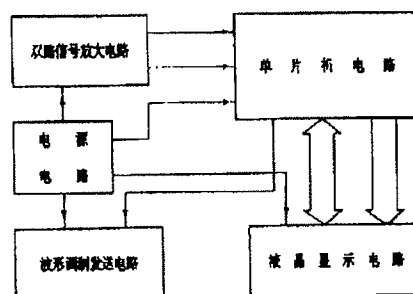 双路信号放大电路
单片析电路
电源
电路
波形调制发送电路
液晶显示电路